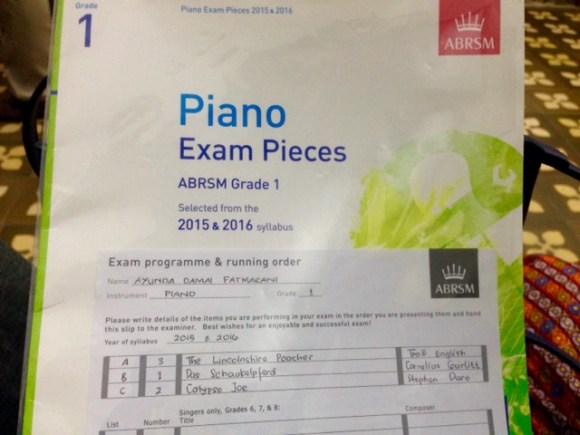 Grade
1
Piano Exam Pieces 2015 & 2016
ABRSM
Piano
Exam Pieces
ABRSM Grade 1
Selected from the
2015 & 2016 syllabus
Exam programme & running order
ABRSM
Name AYUNDA DAMAI FATMARANI
Instrument PIANO Grade 1
Please write details of the items you are performing in your exam in the order you are presenting them and hand
this slip to the examiner. Best wishes for an enjoyable and successful exam!
Year of syllabus 2015 & 2016
A 3 The Lincolnshire Poacher Trad. English
B 1 Das Schaukelpferd Cornelius Gurlitt
C 2 Calypso Joe Stephen Duro
Singers only, Grades 6, 7, & 8:
List Number Title Composer